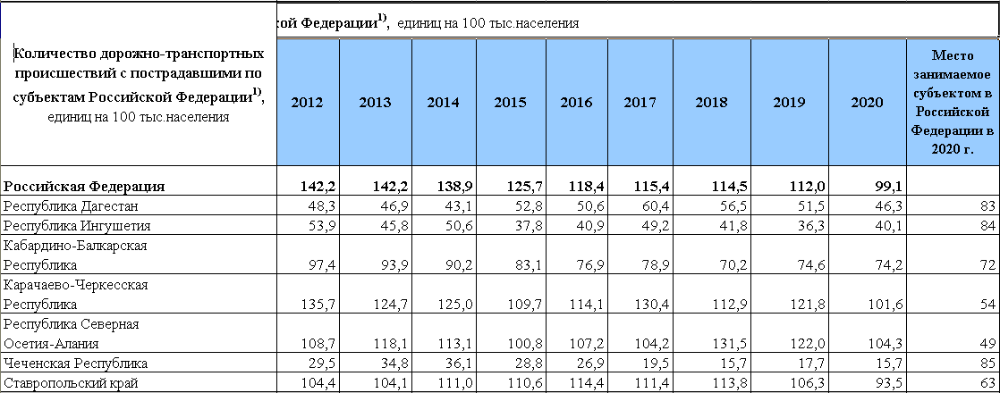 кой Федерации1), единиц на 100 тыс.населения
Количество дорожно-транспортных
происшествий с пострадавшими по
субъектам Российской Федерации1),
единиц на 100 тыс.населения
2012 2013 2014 2015 2016 2017 2018 2019 2020
Место
занимаемое
субъектом в
Российской
Федерации в
2020 г.
Российская Федерация 142,2 142,2 138,9 125,7 118,4 115,4 114,5 112,0 99,1
Республика Дагестан 48,3 46,9 43,1 52,8 50,6 60,4 56,5 51,5 46,3 83
Республика Ингушетия 53,9 45,8 50,6 37,8 40,9 49,2 41,8 36,3 40,1 84
Кабардино-Балкарская
Республика 97,4 93,9 90,2 83,1 76,9 78,9 70,2 74,6 74,2 72
Карачаево-Черкесская
Республика 135,7 124,7 125,0 109,7 114,1 130,4 112,9 121,8 101,6 54
Республика Северная
Осетия-Алания 108,7 118,1 113,1 100,8 107,2 104,2 131,5 122,0 104,3 49
Чеченская Республика 29,5 34,8 36,1 28,8 26,9 19,5 15,7 17,7 15,7 85
Ставропольский край 104,4 104,1 111,0 110,6 114,4 111,4 113,8 106,3 93,5 63